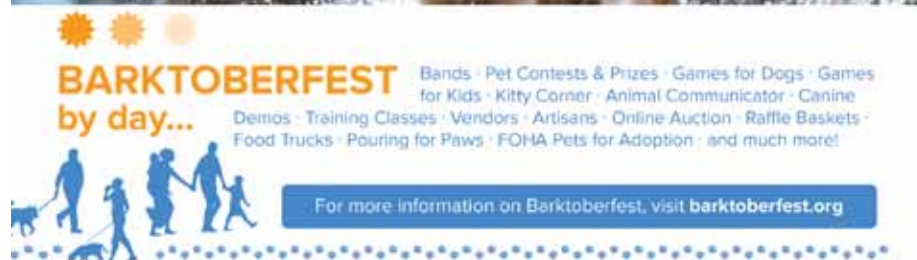 BARKTOBERFEST
by day...
Bands · Pet Contests & Prizes · Games for Dogs · Games
for Kids · Kitty Corner · Animal Communicator · Canine
Demos · Training Classes · Vendors · Artisans · Online Auction · Raffle Baskets ·
Food Trucks · Pouring for Paws · FOHA Pets for Adoption · and much more!
For more information on Barktoberfest, visit barktoberfest.org